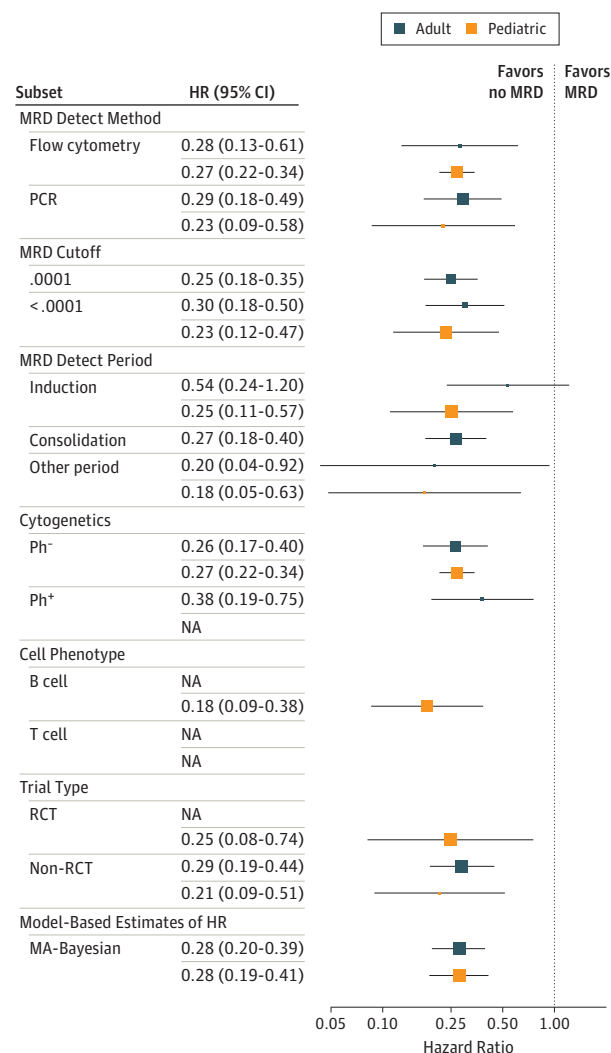 Adult Pediatric
Favors no MRD
Favors MRD
Subset HR (95% CI)
MRD Detect Method
Flow cytometry 0.28 (0.13-0.61)
0.27 (0.22-0.34)
PCR 0.29 (0.18-0.49)
0.23 (0.09-0.58)
MRD Cutoff
.0001 0.25 (0.18-0.35)
<.0001 0.30 (0.18-0.50)
0.23 (0.12-0.47)
MRD Detect Period
Induction 0.54 (0.24-1.20)
0.25 (0.11-0.57)
Consolidation 0.27 (0.18-0.40)
Other period 0.20 (0.04-0.92)
0.18 (0.05-0.63)
Cytogenetics
Ph⁻ 0.26 (0.17-0.40)
0.27 (0.22-0.34)
Ph⁺ 0.38 (0.19-0.75)
NA
Cell Phenotype
B cell NA
0.18 (0.09-0.38)
T cell NA
NA
Trial Type
RCT NA
0.25 (0.08-0.74)
Non-RCT 0.29 (0.19-0.44)
0.21 (0.09-0.51)
Model-Based Estimates of HR
MA-Bayesian 0.28 (0.20-0.39)
0.28 (0.19-0.41)
0.05 0.10 0.25 0.50 1.00
Hazard Ratio